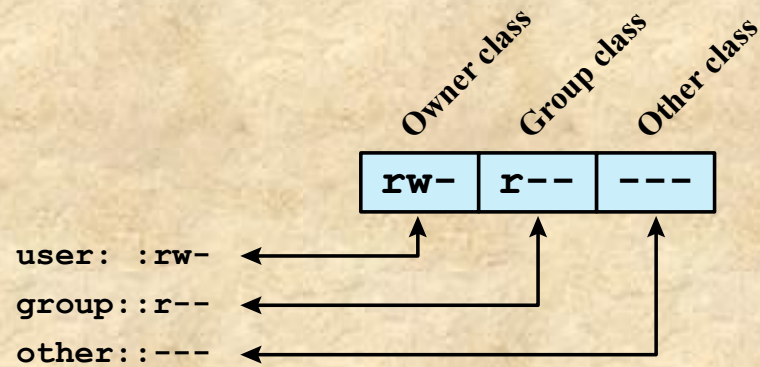 Owner class
Group class
Other class
rw- r-- ---
user: :rw-
group::r--
other::---